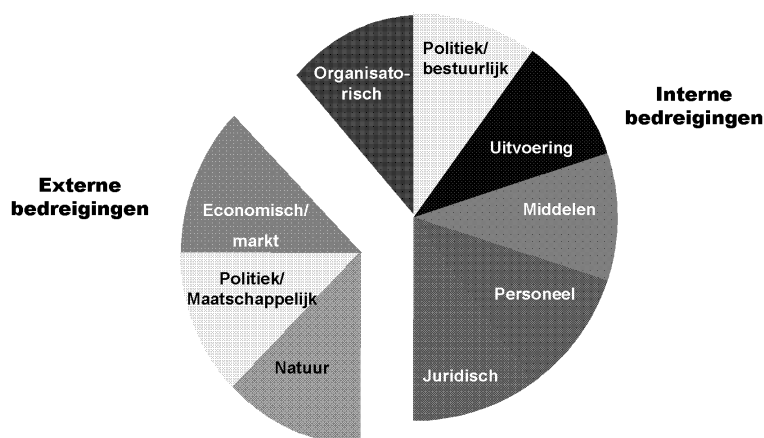 Politiek/
bestuurlijk
Organisato-
risch
Interne
bedreigingen
Uitvoering
Externe
bedreigingen
Economisch/
markt
Middelen
Politiek/
Maatschappelijk
Personeel
Natuur
Juridisch